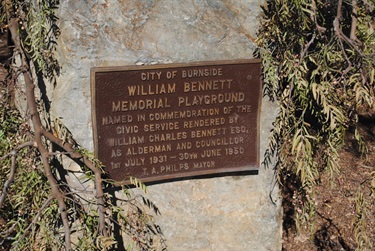 CITY OF BURNSIDE
WILLIAM BENNETT
MEMORIAL PLAYGROUND
NAMED IN COMMEMORATION OF THE
CIVIC SERVICE RENDERED BY
WILLIAM CHARLES BENNETT ESQ.
AS ALDERMAN AND COUNCILLOR
1ST JULY 1931 - 30TH JUNE 1950
T. A. PHILPS MAYOR